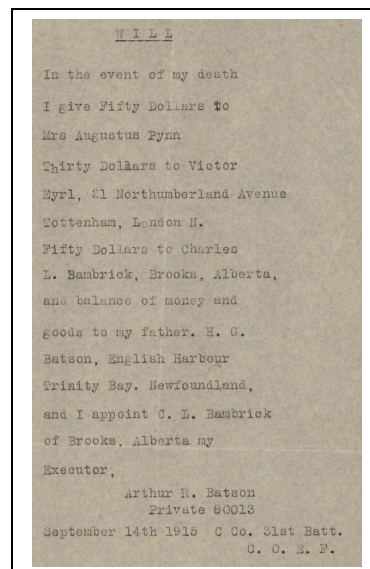 WILL
In the event of my death
I give Fifty Dollars to
Mrs Augustus Pynn
Thirty Dollars to Victor
Eyrl, 21 Northumberland Avenue
Tottenham, London N.
Fifty Dollars to Charles
L. Bambrick, Brooks, Alberta,
and balance of money and
goods to my father. H. G.
Batson, English Harbour
Trinity Bay. Newfoundland,
and I appoint C. L. Bambrick
of Brooks, Alberta my
Executor,
Arthur R. Batson
Private 80013
September 14th 1915 C Co. 31st Batt.
C. O. E. F.